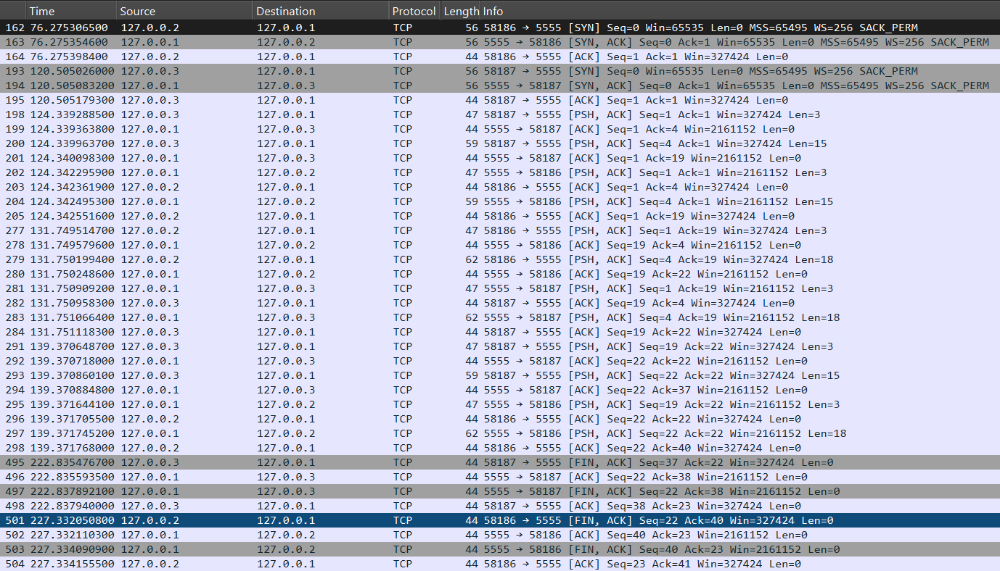 Time Source Destination Protocol Length Info
162 76.275306500 127.0.0.2 127.0.0.1 TCP 56 58186 → 5555 [SYN] Seq=0 Win=65535 Len=0 MSS=65495 WS=256 SACK_PERM
163 76.275354600 127.0.0.1 127.0.0.2 TCP 56 5555 → 58186 [SYN, ACK] Seq=0 Ack=1 Win=65535 Len=0 MSS=65495 WS=256 SACK_PERM
164 76.275398400 127.0.0.2 127.0.0.1 TCP 44 58186 → 5555 [ACK] Seq=1 Ack=1 Win=327424 Len=0
193 120.505026000 127.0.0.3 127.0.0.1 TCP 56 58187 → 5555 [SYN] Seq=0 Win=65535 Len=0 MSS=65495 WS=256 SACK_PERM
194 120.505083200 127.0.0.1 127.0.0.3 TCP 56 5555 → 58187 [SYN, ACK] Seq=0 Ack=1 Win=65535 Len=0 MSS=65495 WS=256 SACK_PERM
195 120.505179300 127.0.0.3 127.0.0.1 TCP 44 58187 → 5555 [ACK] Seq=1 Ack=1 Win=327424 Len=0
198 124.339288500 127.0.0.3 127.0.0.1 TCP 47 58187 → 5555 [PSH, ACK] Seq=1 Ack=1 Win=327424 Len=3
199 124.339363800 127.0.0.1 127.0.0.3 TCP 44 5555 → 58187 [ACK] Seq=1 Ack=4 Win=2161152 Len=0
200 124.339963700 127.0.0.3 127.0.0.1 TCP 59 58187 → 5555 [PSH, ACK] Seq=4 Ack=1 Win=327424 Len=15
201 124.340098300 127.0.0.1 127.0.0.3 TCP 44 5555 → 58187 [ACK] Seq=1 Ack=19 Win=2161152 Len=0
202 124.342295900 127.0.0.1 127.0.0.2 TCP 47 5555 → 58186 [PSH, ACK] Seq=1 Ack=1 Win=2161152 Len=3
203 124.342361900 127.0.0.2 127.0.0.1 TCP 44 58186 → 5555 [ACK] Seq=1 Ack=4 Win=327424 Len=0
204 124.342495300 127.0.0.1 127.0.0.2 TCP 59 5555 → 58186 [PSH, ACK] Seq=4 Ack=1 Win=2161152 Len=15
205 124.342551600 127.0.0.2 127.0.0.1 TCP 44 58186 → 5555 [ACK] Seq=1 Ack=19 Win=327424 Len=0
277 131.749514700 127.0.0.2 127.0.0.1 TCP 47 58186 → 5555 [PSH, ACK] Seq=1 Ack=19 Win=327424 Len=3
278 131.749579600 127.0.0.1 127.0.0.2 TCP 44 5555 → 58186 [ACK] Seq=19 Ack=4 Win=2161152 Len=0
279 131.750199400 127.0.0.2 127.0.0.1 TCP 62 58186 → 5555 [PSH, ACK] Seq=4 Ack=19 Win=327424 Len=18
280 131.750248600 127.0.0.1 127.0.0.2 TCP 44 5555 → 58186 [ACK] Seq=19 Ack=22 Win=2161152 Len=0
281 131.750909200 127.0.0.1 127.0.0.3 TCP 47 5555 → 58187 [PSH, ACK] Seq=1 Ack=19 Win=2161152 Len=3
282 131.750958300 127.0.0.3 127.0.0.1 TCP 44 58187 → 5555 [ACK] Seq=19 Ack=4 Win=327424 Len=0
283 131.751066400 127.0.0.1 127.0.0.3 TCP 62 5555 → 58187 [PSH, ACK] Seq=4 Ack=19 Win=2161152 Len=18
284 131.751118300 127.0.0.3 127.0.0.1 TCP 44 58187 → 5555 [ACK] Seq=19 Ack=22 Win=327424 Len=0
291 139.370648700 127.0.0.3 127.0.0.1 TCP 47 58187 → 5555 [PSH, ACK] Seq=19 Ack=22 Win=327424 Len=3
292 139.370718000 127.0.0.1 127.0.0.3 TCP 44 5555 → 58187 [ACK] Seq=22 Ack=22 Win=2161152 Len=0
293 139.370860100 127.0.0.3 127.0.0.1 TCP 59 58187 → 5555 [PSH, ACK] Seq=22 Ack=22 Win=327424 Len=15
294 139.370884800 127.0.0.1 127.0.0.3 TCP 44 5555 → 58187 [ACK] Seq=22 Ack=37 Win=2161152 Len=0
295 139.371644100 127.0.0.1 127.0.0.2 TCP 47 5555 → 58186 [PSH, ACK] Seq=19 Ack=22 Win=2161152 Len=3
296 139.371705500 127.0.0.2 127.0.0.1 TCP 44 58186 → 5555 [ACK] Seq=22 Ack=22 Win=327424 Len=0
297 139.371745200 127.0.0.1 127.0.0.2 TCP 62 5555 → 58186 [PSH, ACK] Seq=22 Ack=22 Win=2161152 Len=18
298 139.371768000 127.0.0.2 127.0.0.1 TCP 44 58186 → 5555 [ACK] Seq=22 Ack=40 Win=327424 Len=0
495 222.835476700 127.0.0.3 127.0.0.1 TCP 44 58187 → 5555 [FIN, ACK] Seq=37 Ack=22 Win=327424 Len=0
496 222.835593500 127.0.0.1 127.0.0.3 TCP 44 5555 → 58187 [ACK] Seq=22 Ack=38 Win=2161152 Len=0
497 222.837892100 127.0.0.1 127.0.0.3 TCP 44 5555 → 58187 [FIN, ACK] Seq=22 Ack=38 Win=2161152 Len=0
498 222.837940000 127.0.0.3 127.0.0.1 TCP 44 58187 → 5555 [ACK] Seq=38 Ack=23 Win=327424 Len=0
501 227.332050800 127.0.0.2 127.0.0.1 TCP 44 58186 → 5555 [FIN, ACK] Seq=22 Ack=40 Win=327424 Len=0
502 227.332110300 127.0.0.1 127.0.0.2 TCP 44 5555 → 58186 [ACK] Seq=40 Ack=23 Win=2161152 Len=0
503 227.334090900 127.0.0.1 127.0.0.2 TCP 44 5555 → 58186 [FIN, ACK] Seq=40 Ack=23 Win=2161152 Len=0
504 227.334155500 127.0.0.2 127.0.0.1 TCP 44 58186 → 5555 [ACK] Seq=23 Ack=41 Win=327424 Len=0